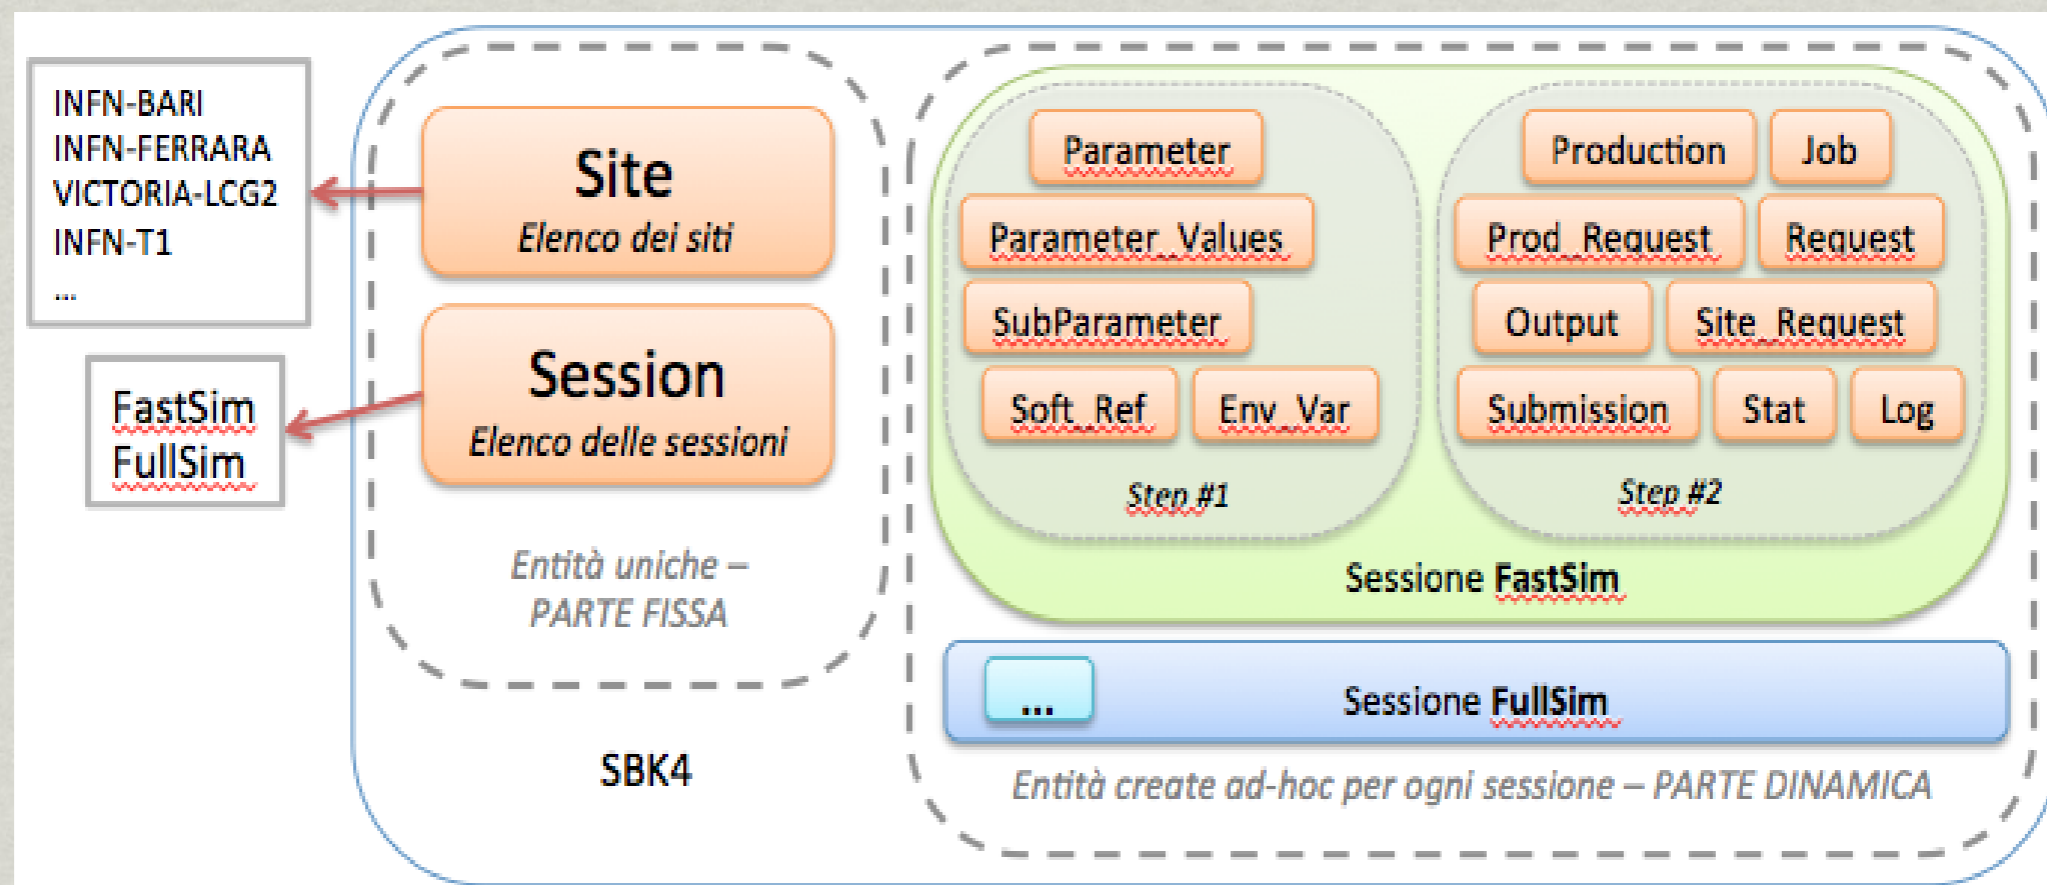 INFN-BARI
INFN-FERRARA
VICTORIA-LCG2
INFN-T1
...
FastSim
FullSim
Site
Elenco dei siti
Session
Elenco delle sessioni
Entità uniche –
PARTE FISSA
SBK4
Parameter
Parameter_Values
SubParameter
Soft_Ref Env_Var
Step #1
Production Job
Prod_Request Request
Output Site_Request
Submission Stat Log
Step #2
Sessione FastSim
... Sessione FullSim
Entità create ad-hoc per ogni sessione – PARTE DINAMICA